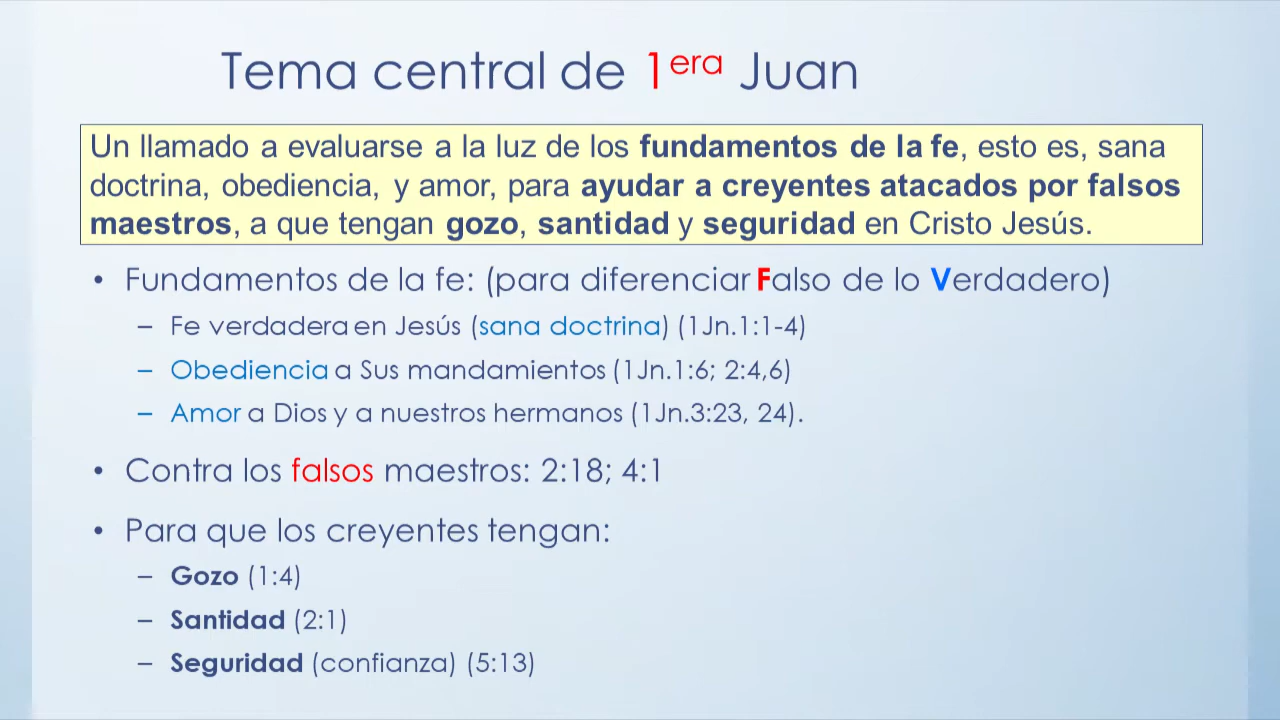 Tema central de 1era Juan
Un llamado a evaluarse a la luz de los fundamentos de la fe, esto es, sana
doctrina, obediencia, y amor, para ayudar a creyentes atacados por falsos
maestros, a que tengan gozo, santidad y seguridad en Cristo Jesús.
• Fundamentos de la fe: (para diferenciar Falso de lo Verdadero)
– Fe verdadera en Jesús (sana doctrina) (1Jn.1:1-4)
– Obediencia a Sus mandamientos (1Jn.1:6; 2:4,6)
– Amor a Dios y a nuestros hermanos (1Jn.3:23, 24).
• Contra los falsos maestros: 2:18; 4:1
• Para que los creyentes tengan:
– Gozo (1:4)
– Santidad (2:1)
– Seguridad (confianza) (5:13)